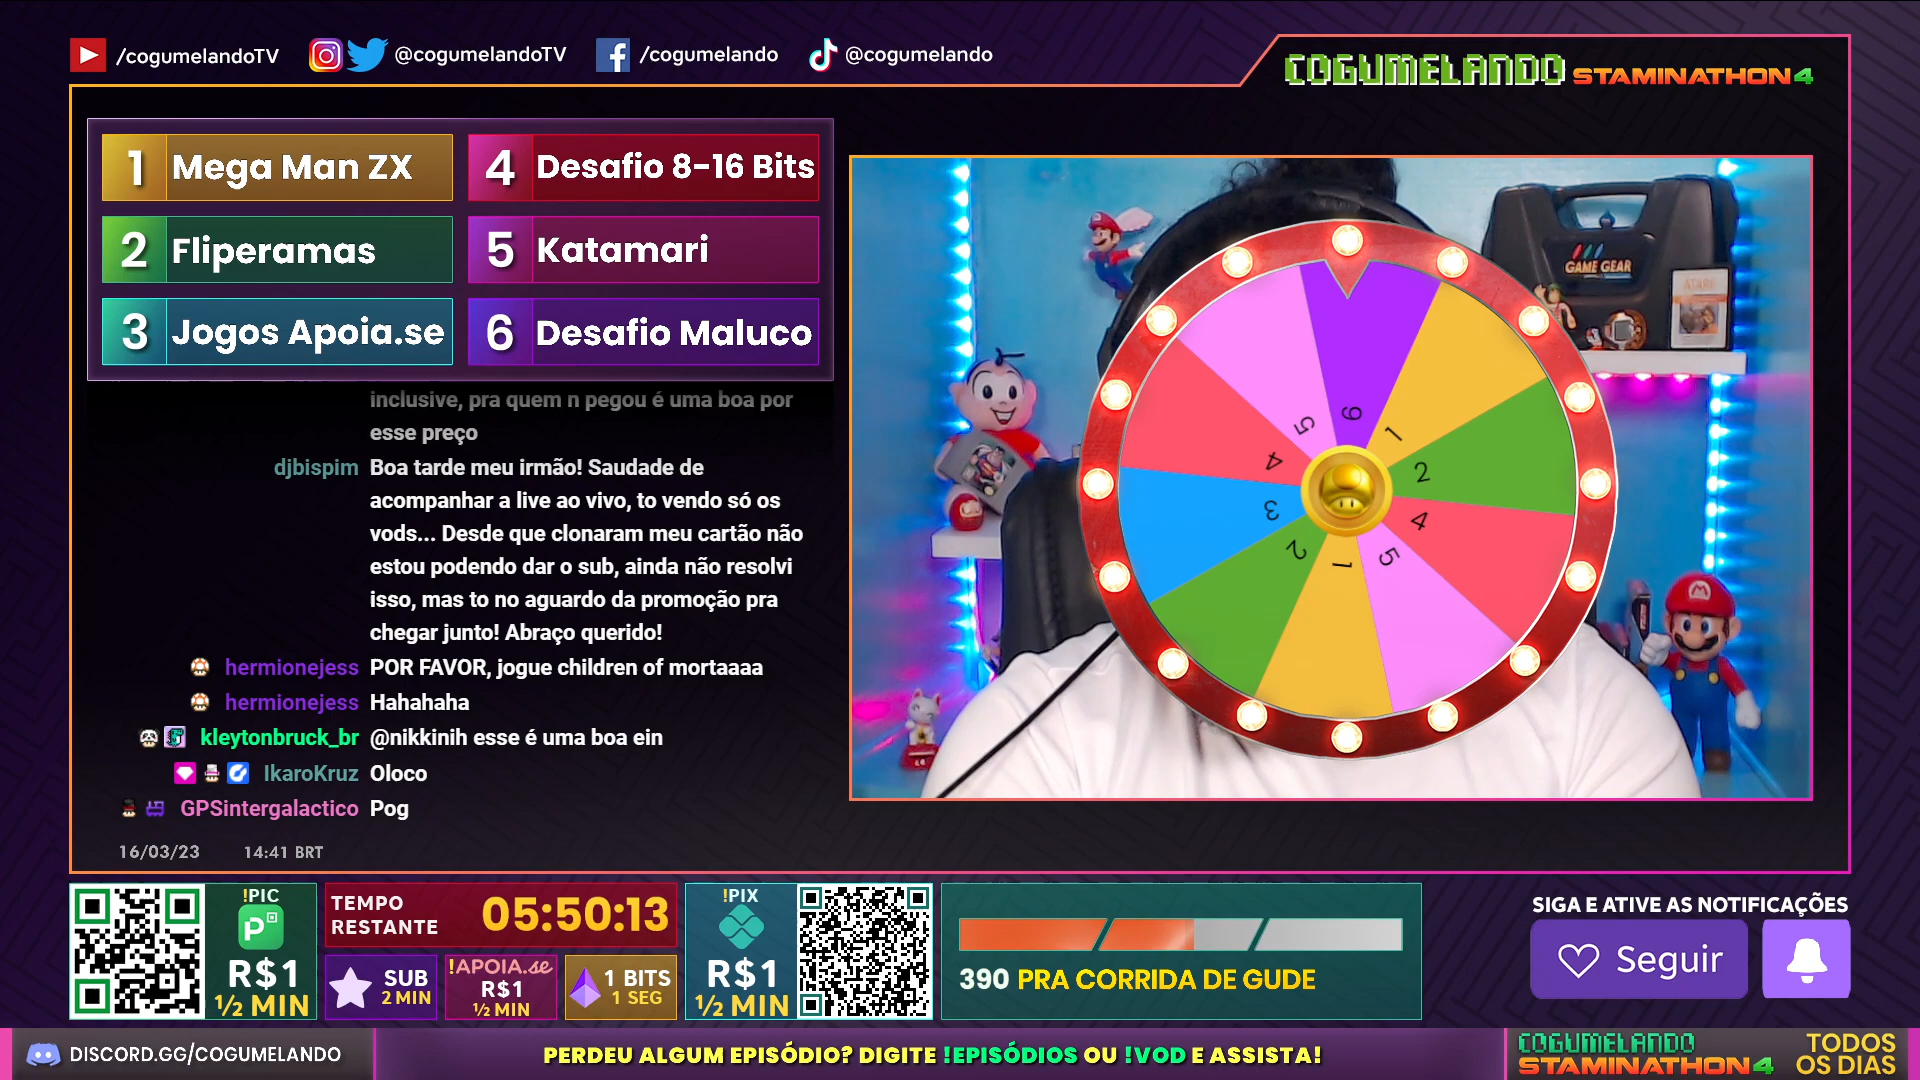 /cogumelandoTV
@cogumelandoTV
/cogumelando
@cogumelando
COGUMELANDO STAMINATHON 4
1 Mega Man ZX
4 Desafio 8-16 Bits
2 Fliperamas
5 Katamari
3 Jogos Apoia.se
6 Desafio Maluco
inclusive, pra quem n pegou é uma boa por
esse preço
djbispim Boa tarde meu irmão! Saudade de
acompanhar a live ao vivo, to vendo só os
vods... Desde que clonaram meu cartão não
estou podendo dar o sub, ainda não resolvi
isso, mas to no aguardo da promoção pra
chegar junto! Abraço querido!
hermionejess POR FAVOR, jogue children of mortaaaa
hermionejess Hahahaha
kleytonbruck_br @nikkinih esse é uma boa ein
IkaroKruz Oloco
GPSintergalactico Pog
16/03/23 14:41 BRT
GAME GEAR
ATARI
6
1
2
4
5
1
2
3
4
5
M
!PIC
P
R$1
½ MIN
TEMPO
RESTANTE
05:50:13
SUB
2 MIN
!APOIA.se
R$1
½ MIN
1 BITS
1 SEG
!PIX
R$1
½ MIN
390 PRA CORRIDA DE GUDE
SIGA E ATIVE AS NOTIFICAÇÕES
Seguir
DISCORD.GG/COGUMELANDO
PERDEU ALGUM EPISÓDIO? DIGITE !EPISÓDIOS OU !VOD E ASSISTA!
COGUMELANDO
STAMINATHON 4
TODOS
OS DIAS